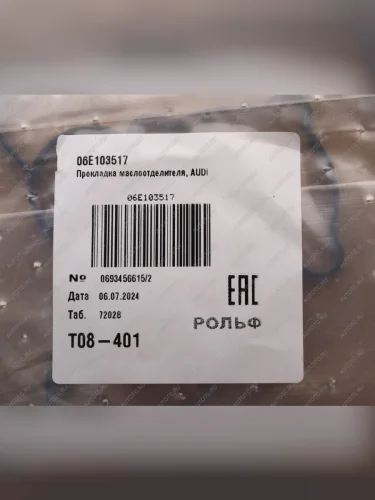 06E103517
Прокладка маслоотделителя, AUDI
06E103517
№ 0693456615/2
Дата 06.07.2024
Таб. 72028
EAC
РОЛЬФ
T08-401